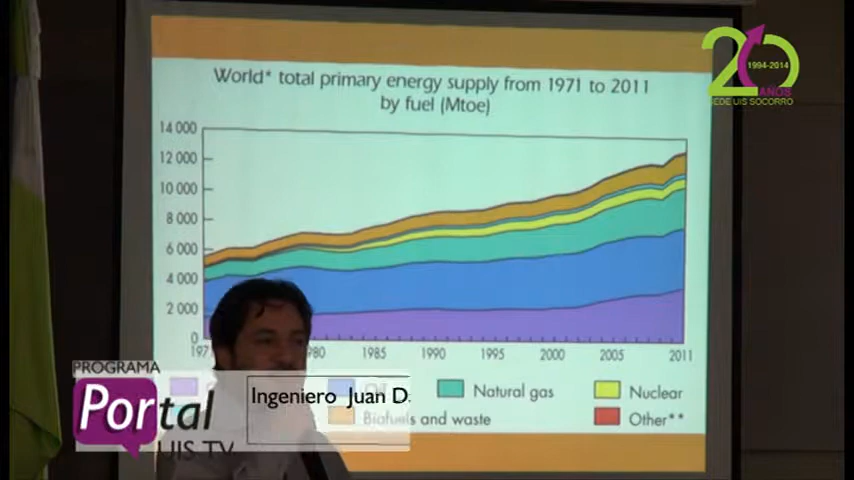 World* total primary energy supply from 1971 to 2011
by fuel (Mtoe)
20
1994-2014
AÑOS
SEDE UIS SOCORRO
14 000
12 000
10 000
8 000
6 000
4 000
2 000
0
1985 1990 1995 2000 2005 2011
Natural gas
Nuclear
Biofuels and waste
Other**
PROGRAMA
Portal
UIS TV
Ingeniero Juan D.